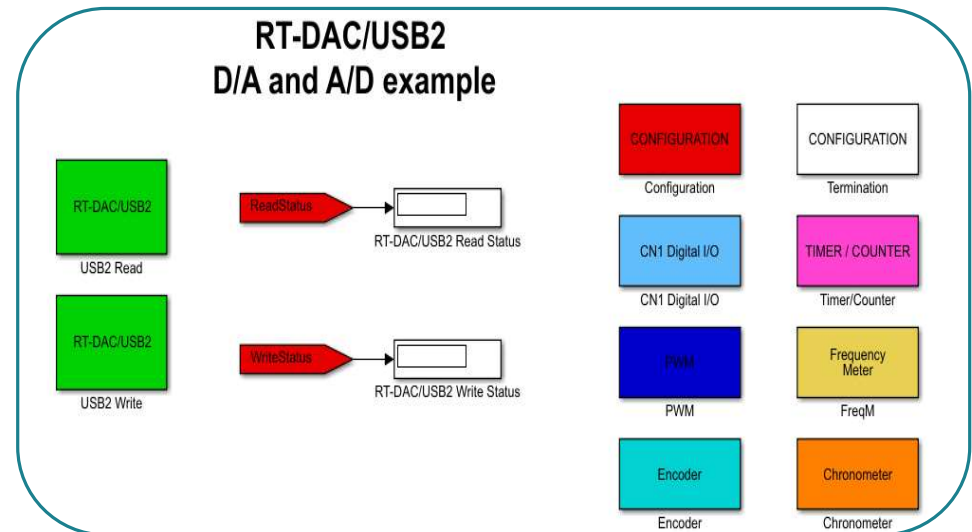 RT-DAC/USB2
D/A and A/D example
RT-DAC/USB2
USB2 Read
ReadStatus
RT-DAC/USB2 Read Status
RT-DAC/USB2
USB2 Write
WriteStatus
RT-DAC/USB2 Write Status
CONFIGURATION
Configuration
CONFIGURATION
Termination
CN1 Digital I/O
CN1 Digital I/O
TIMER / COUNTER
Timer/Counter
PWM
PWM
Frequency
Meter
FreqM
Encoder
Encoder
Chronometer
Chronometer